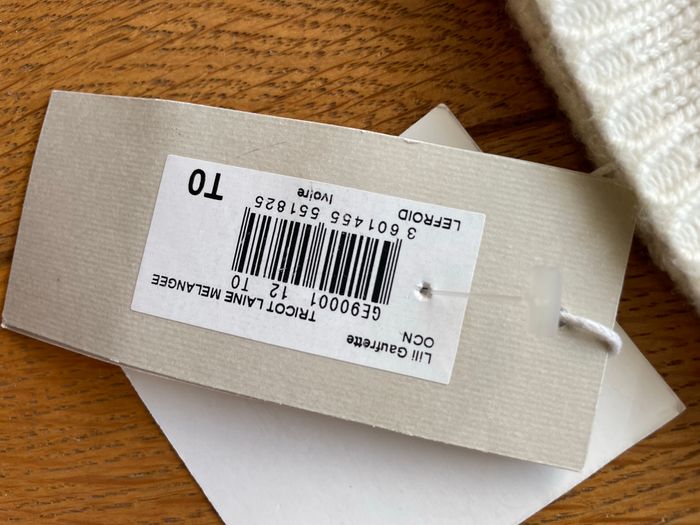 Lili Gaufrette
OCN
TRICOT LAINE MELANGEE
GE90001 12 T0
3 601455 551825
LEFROID
Ivoire
T0